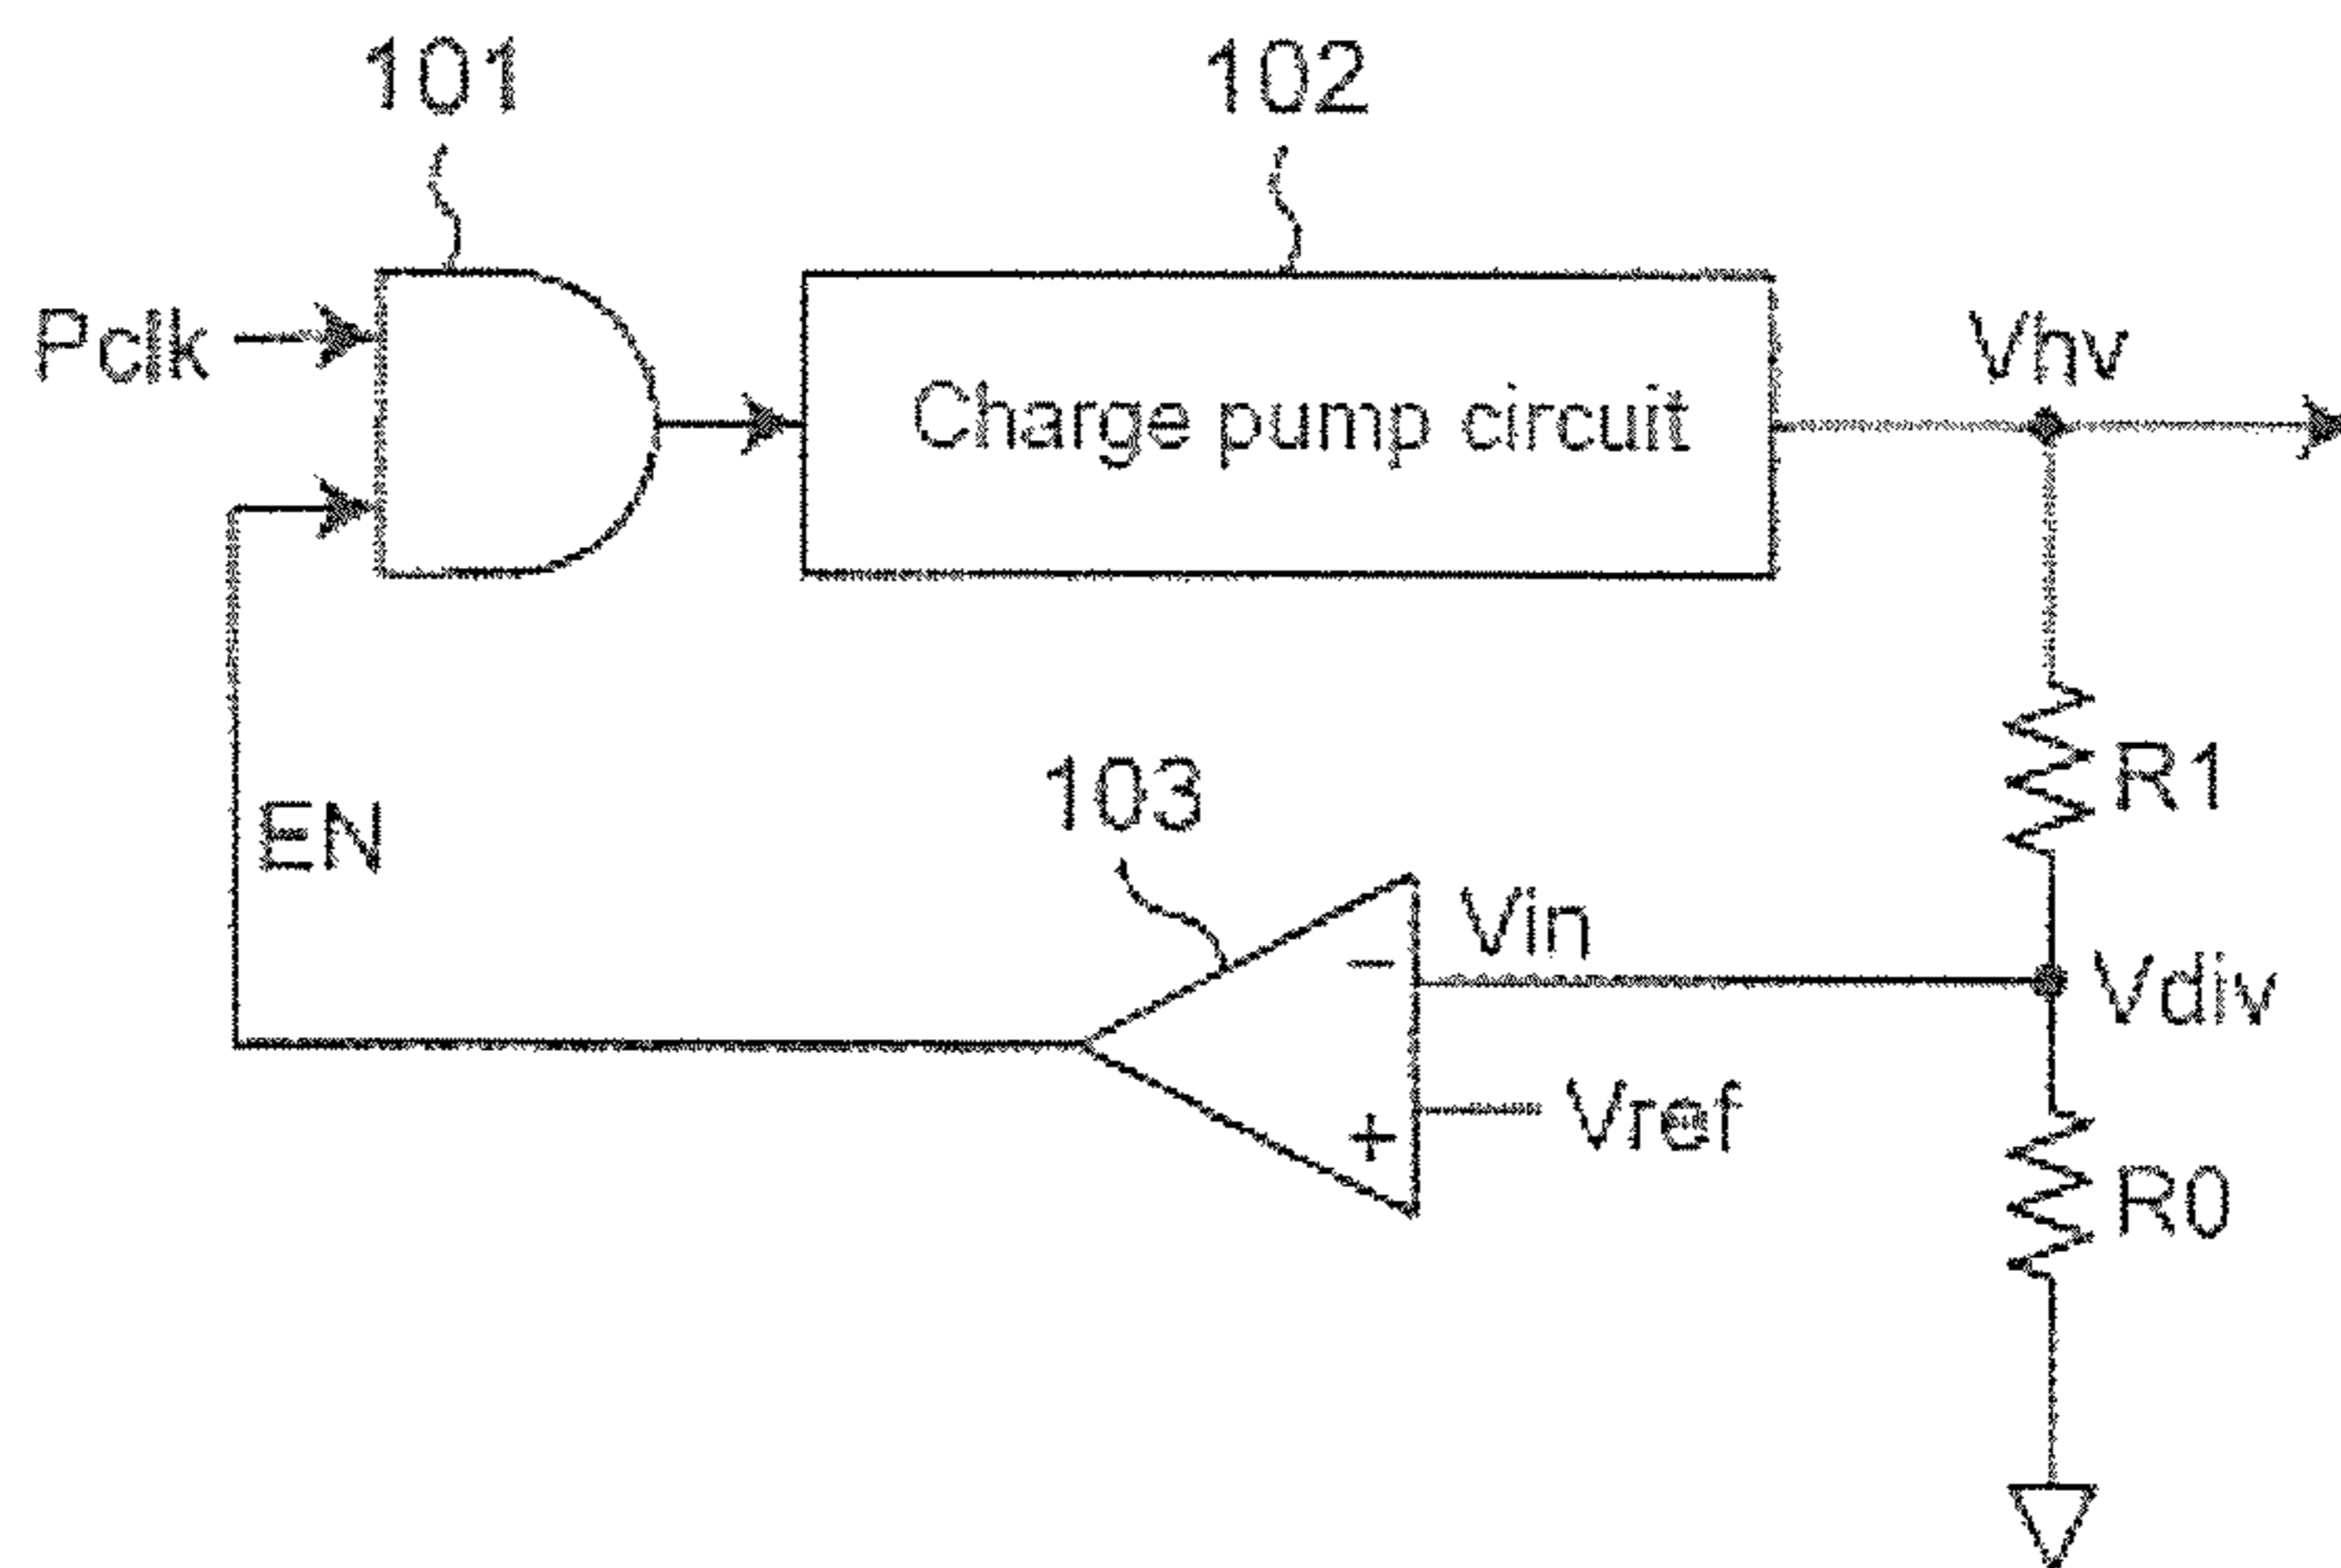 101
102
Pclk
Charge pump circuit
Vhv
R1
EN
103
Vin
-
Vdiv
Vref
+
R0